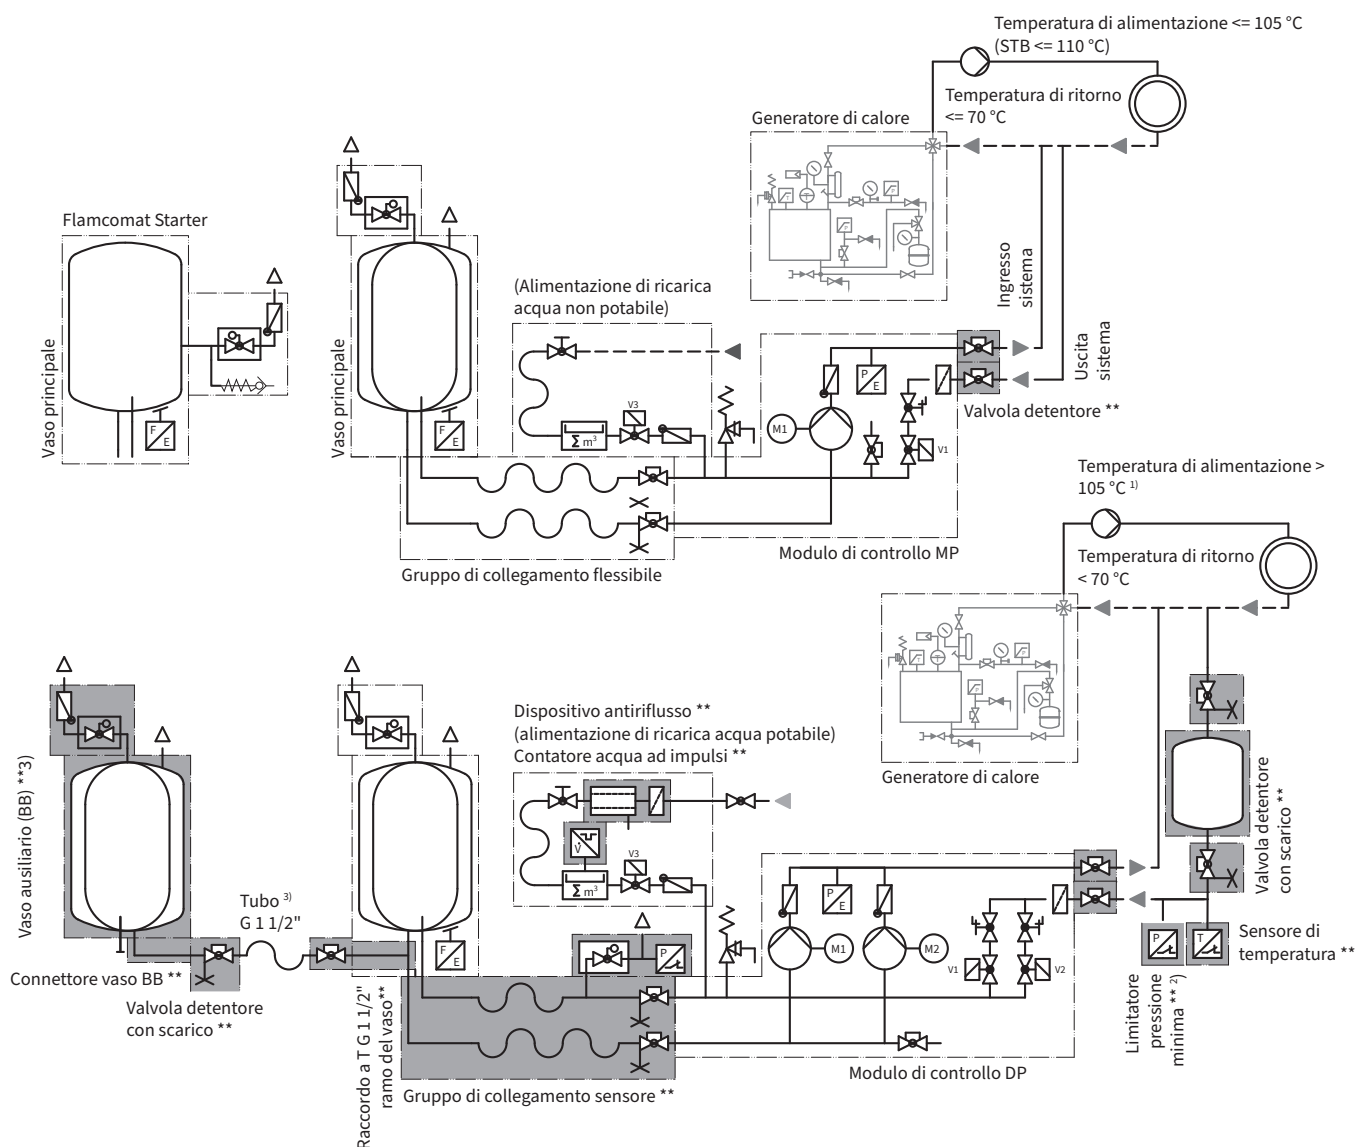 Temperatura di alimentazione <= 105 °C
(STB <= 110 °C)
Temperatura di ritorno
<= 70 °C
Generatore di calore
Flamcomat Starter
Vaso principale
F
E
Vaso principale
F
E
(Alimentazione di ricarica
acqua non potabile)
Σ m³
V3
M1
P
E
V1
Ingresso
sistema
Uscita
sistema
Valvola detentore **
Modulo di controllo MP
Gruppo di collegamento flessibile
Temperatura di alimentazione >
105 °C ¹⁾
Temperatura di ritorno
< 70 °C
Generatore di calore
Dispositivo antiriflusso **
(alimentazione di ricarica acqua potabile)
Contatore acqua ad impulsi **
V3
Σ m³
Vaso ausiliario (BB) **3)
Tubo ³⁾
G 1 1/2"
Connettore vaso BB **
Valvola detentore
con scarico **
F
E
P
Raccordo a T G 1 1/2"
ramo del vaso**
Gruppo di collegamento sensore **
P
E
M1
M2
V1
V2
Modulo di controllo DP
Valvola detentore
con scarico **
P
T
Sensore di
temperatura **
Limitatore
pressione
minima ** ²⁾